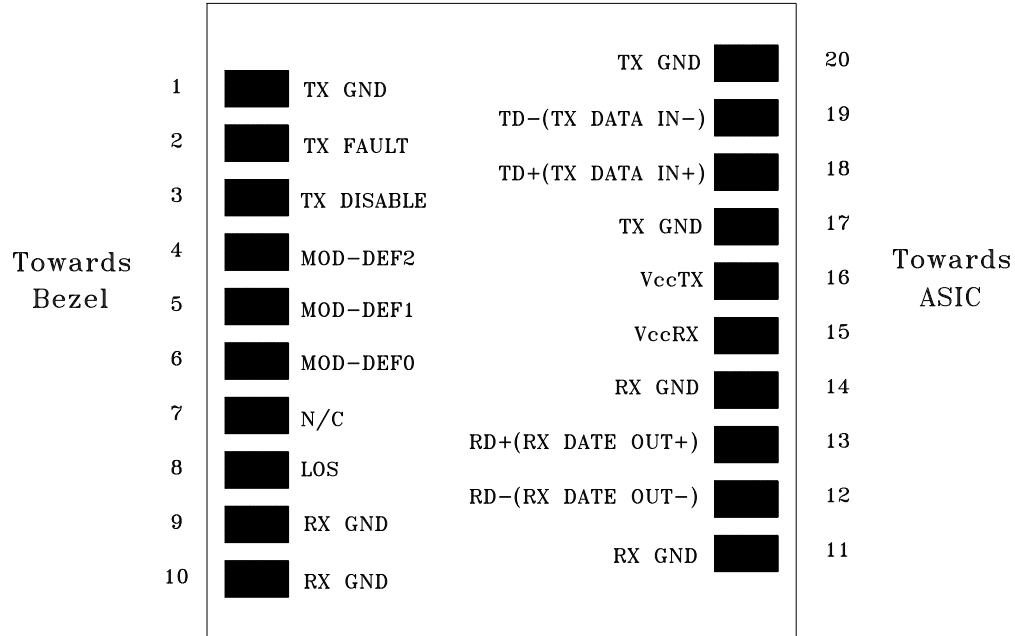 1 TX GND
2 TX FAULT
3 TX DISABLE
4 MOD-DEF2
5 MOD-DEF1
6 MOD-DEF0
7 N/C
8 LOS
9 RX GND
10 RX GND
Towards
Bezel
TX GND 20
TD-(TX DATA IN-) 19
TD+(TX DATA IN+) 18
TX GND 17
VccTX 16
VccRX 15
RX GND 14
RD+(RX DATE OUT+) 13
RD-(RX DATE OUT-) 12
RX GND 11
Towards
ASIC